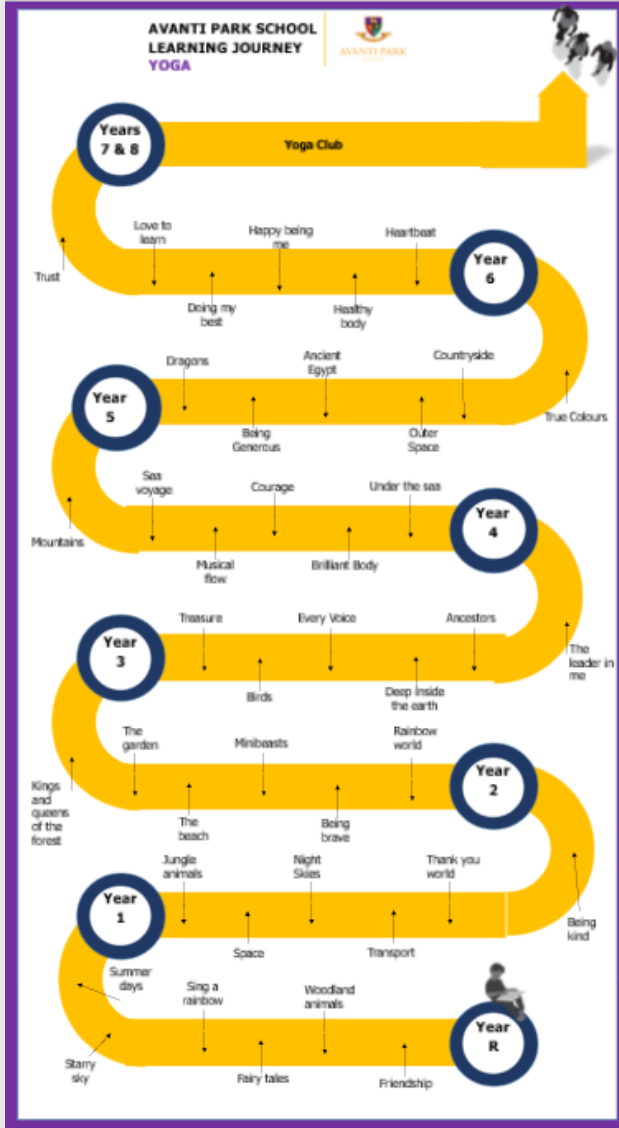 AVANTI PARK SCHOOL
LEARNING JOURNEY
YOGA
AVANTI PARK
Years
7 & 8
Yoga Club
Love to
learn
Happy being
me
Heartbeat
Trust
Doing my
best
Healthy
body
Year
6
Dragons
Ancient
Egypt
Countryside
Year
5
Being
Generous
Outer
Space
True Colours
Sea
voyage
Courage
Under the sea
Year
4
Mountains
Musical
flow
Brilliant Body
Treasure
Every Voice
Ancestors
Year
3
Birds
Deep inside
the earth
The
leader in
me
The
garden
Minibeasts
Rainbow
world
Year
2
Kings
and
queens
of the
forest
The
beach
Being
brave
Jungle
animals
Night
Skies
Thank you
world
Year
1
Space
Transport
Being
kind
Summer
days
Sing a
rainbow
Woodland
animals
Year
R
Starry
sky
Fairy tales
Friendship